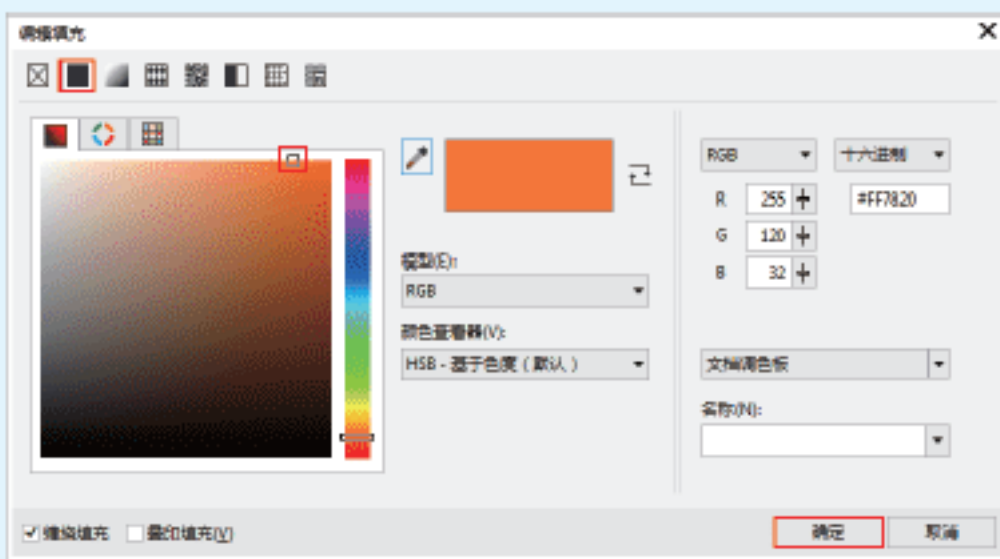 编辑填充
RGB
十六进制
R 255
#FF7820
G 120
B 32
模型(E):
RGB
颜色查看器(V):
HSB - 基于色度（默认）
文档调色板
名称(N):
缠绕填充
叠印填充(V)
确定
取消